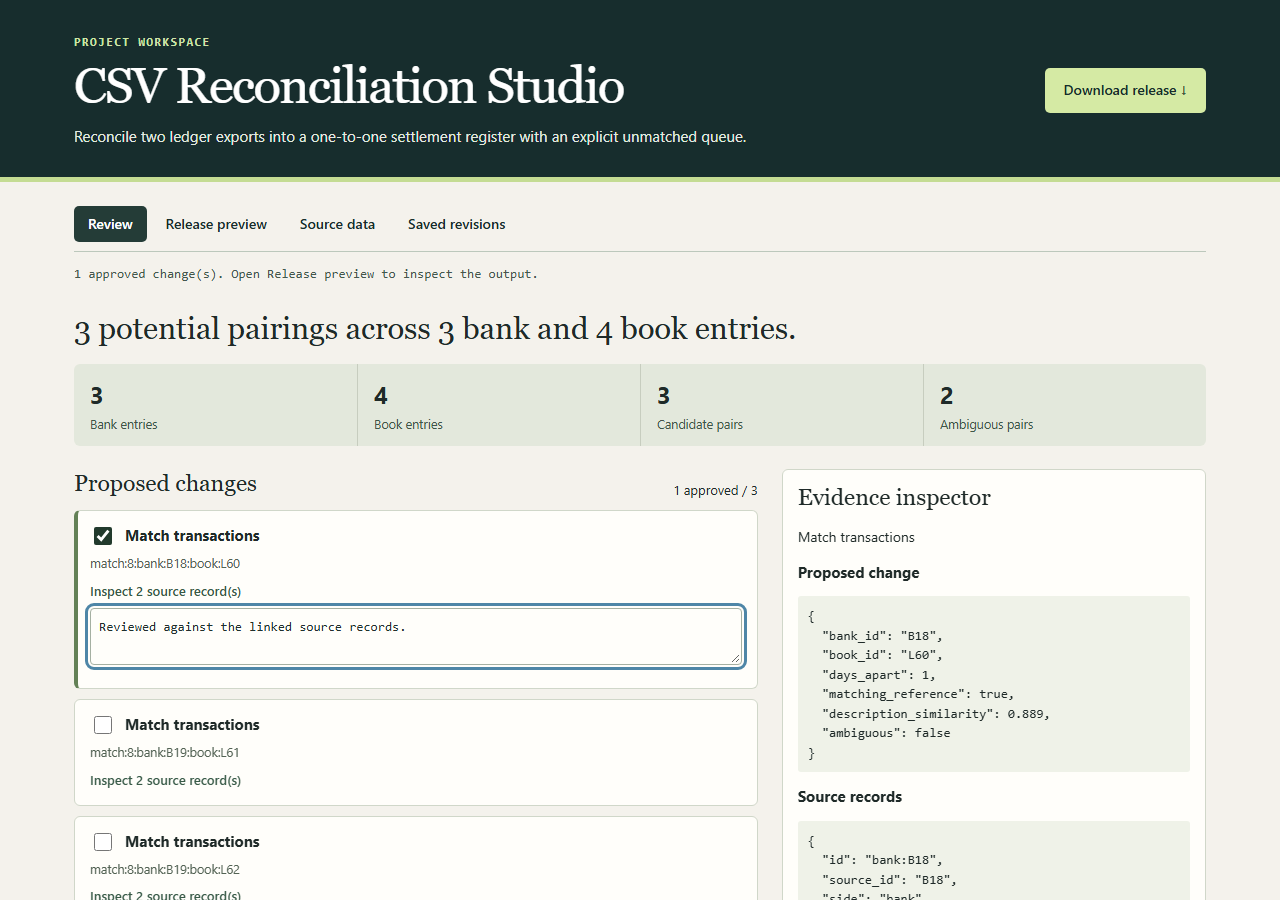 PROJECT WORKSPACE
CSV Reconciliation Studio
Download release ↓
Reconcile two ledger exports into a one-to-one settlement register with an explicit unmatched queue.
Review
Release preview
Source data
Saved revisions
1 approved change(s). Open Release preview to inspect the output.
3 potential pairings across 3 bank and 4 book entries.
3
Bank entries
4
Book entries
3
Candidate pairs
2
Ambiguous pairs
Proposed changes
1 approved / 3
Match transactions
match:8:bank:B18:book:L60
Inspect 2 source record(s)
Reviewed against the linked source records.
Match transactions
match:8:bank:B19:book:L61
Inspect 2 source record(s)
Match transactions
match:8:bank:B19:book:L62
Inspect 2 source record(s)
Evidence inspector
Match transactions
Proposed change
{
"bank_id": "B18",
"book_id": "L60",
"days_apart": 1,
"matching_reference": true,
"description_similarity": 0.889,
"ambiguous": false
}
Source records
{
"id": "bank:B18",
"source_id": "B18",
"side": "bank"